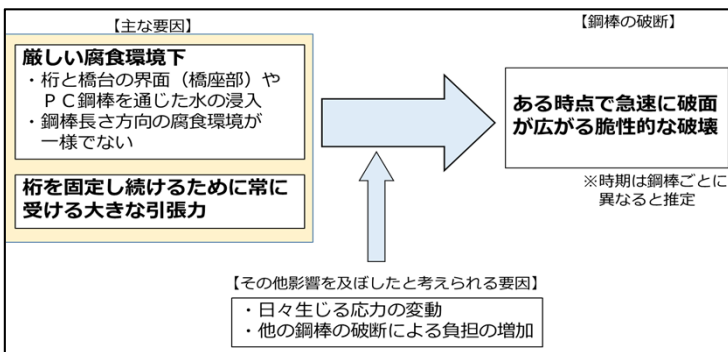 【主な要因】
厳しい腐食環境下
・桁と橋台の界面（橋座部）や
ＰＣ鋼棒を通じた水の浸入
・鋼棒長さ方向の腐食環境が
一様でない
桁を固定し続けるために常に
受ける大きな引張力
【鋼棒の破断】
ある時点で急速に破面
が広がる脆性的な破壊
※時期は鋼棒ごとに
異なると推定
【その他影響を及ぼしたと考えられる要因】
・日々生じる応力の変動
・他の鋼棒の破断による負担の増加